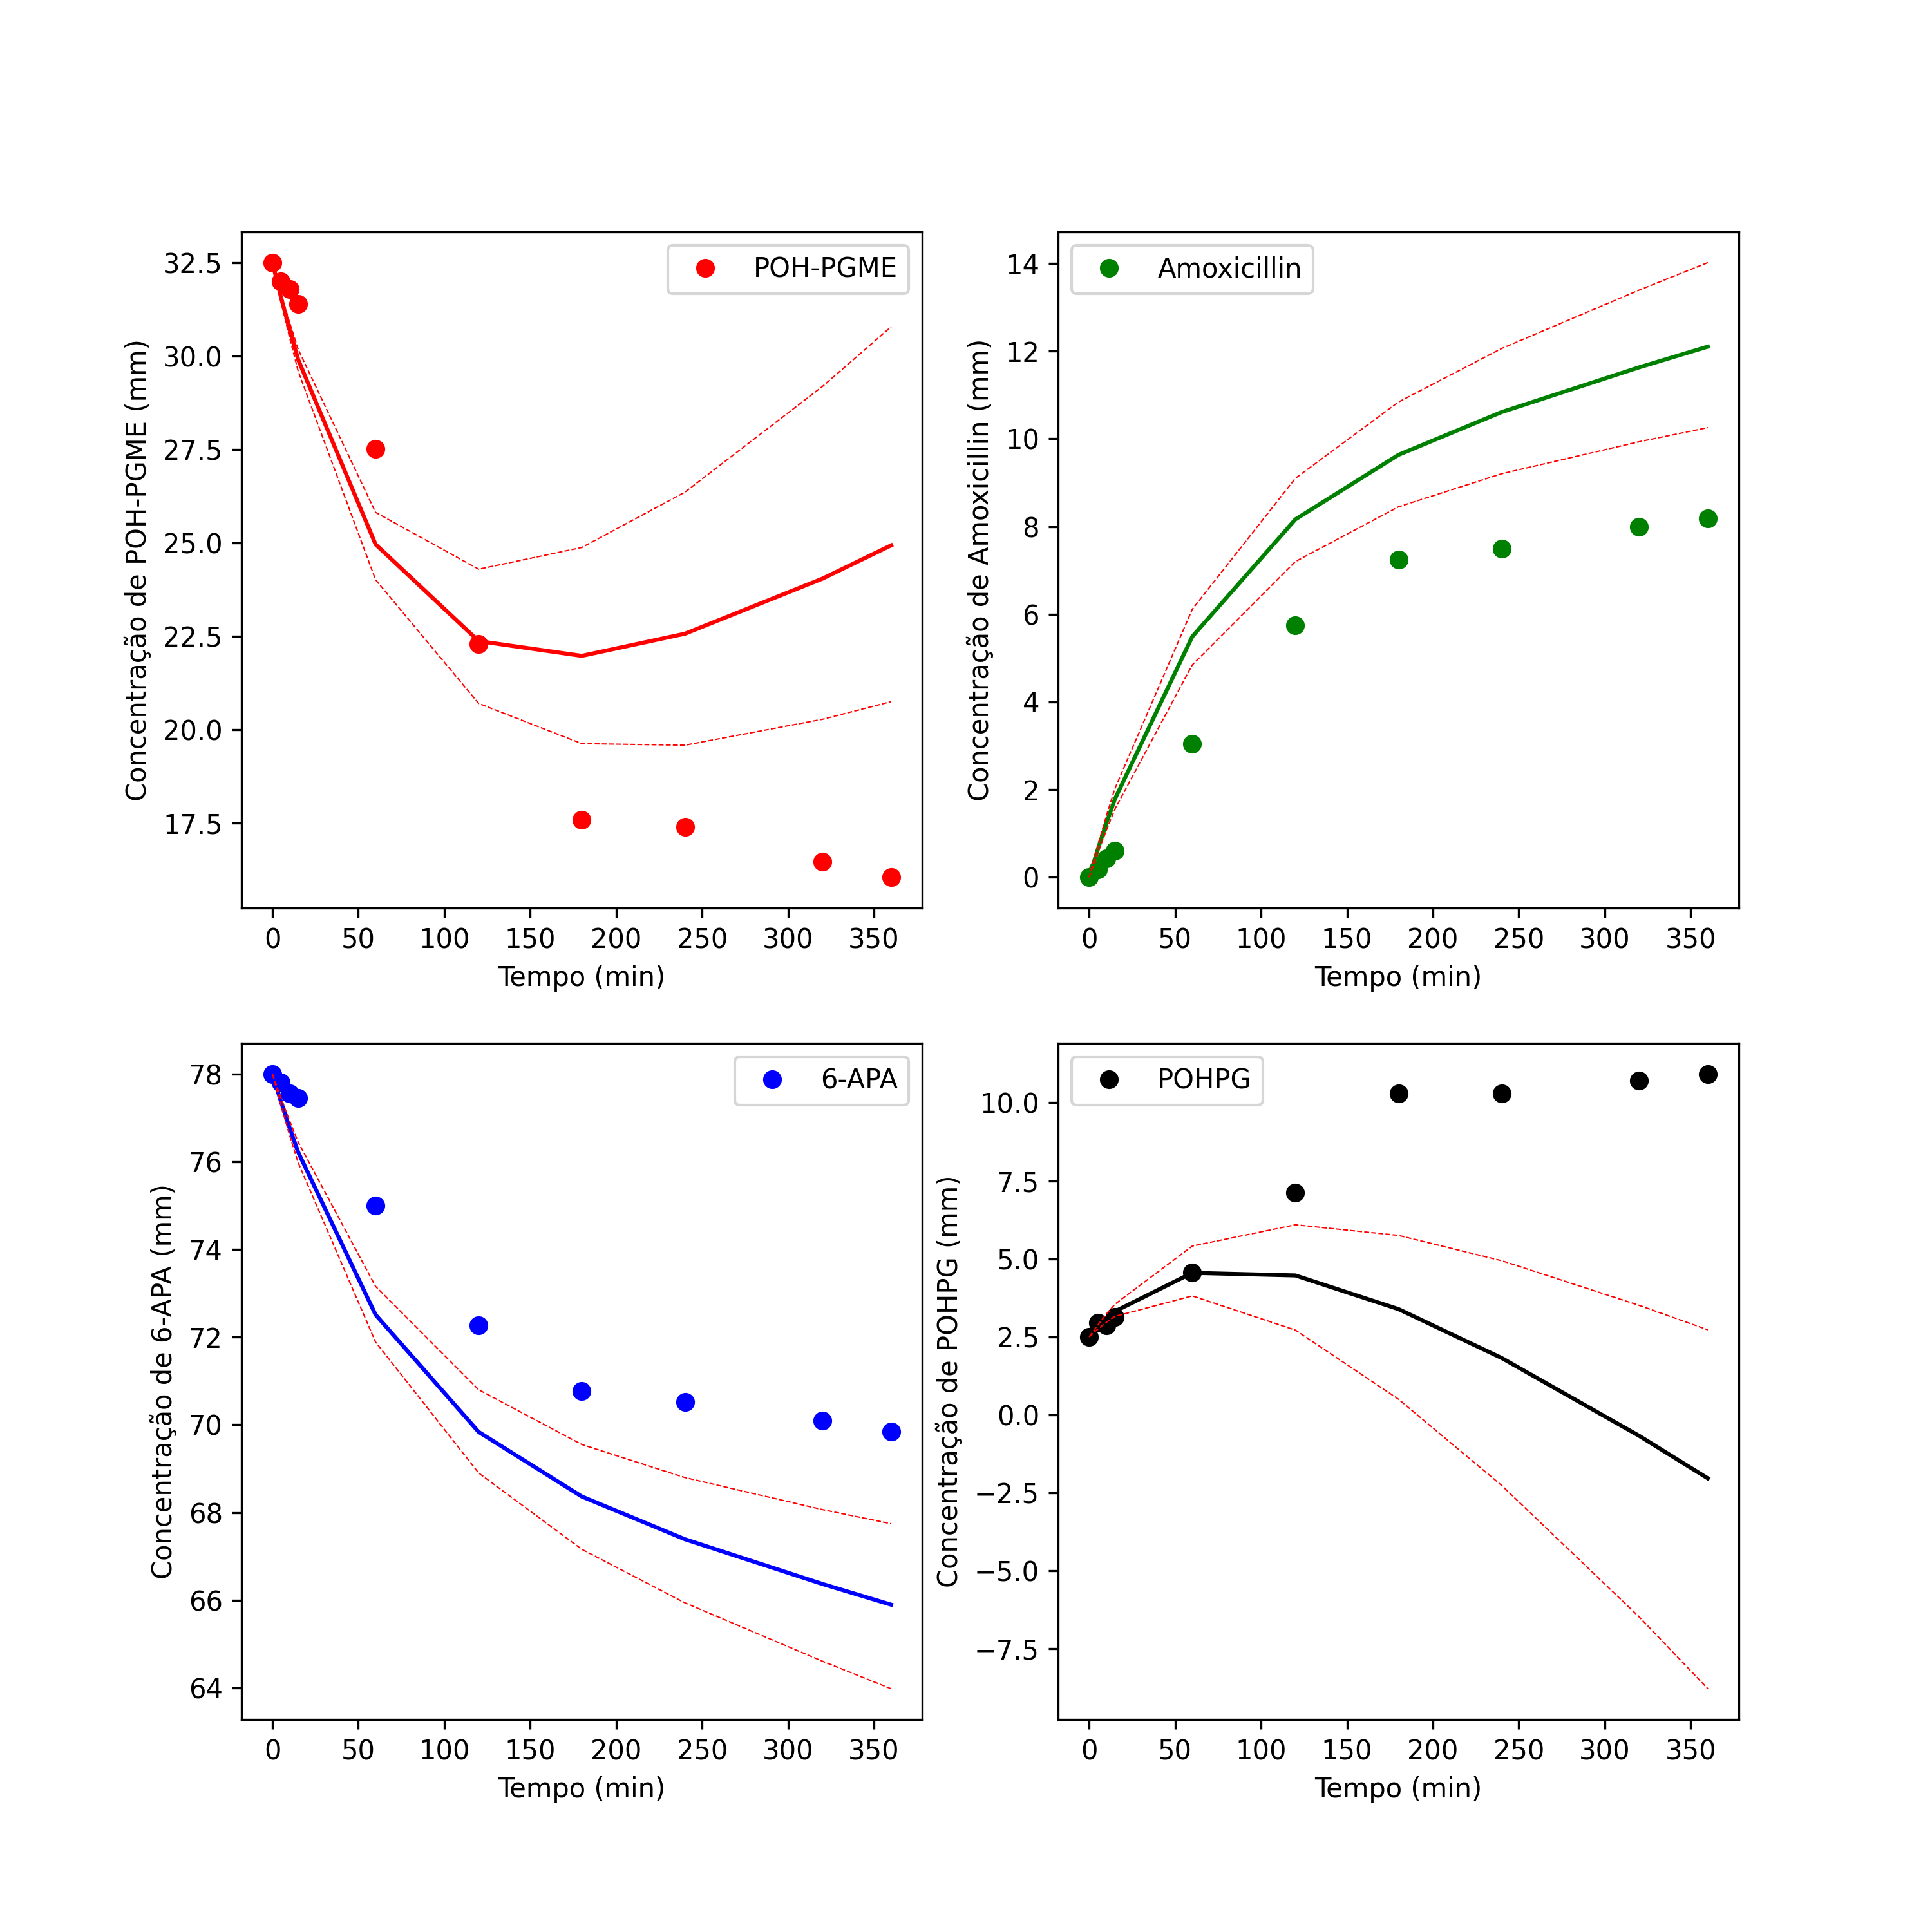 POH-PGME
32.5
30.0
27.5
25.0
22.5
20.0
17.5
Concentração de POH-PGME (mm)
0 50 100 150 200 250 300 350
Tempo (min)
Amoxicillin
14
12
10
8
6
4
2
0
Concentração de Amoxicillin (mm)
0 50 100 150 200 250 300 350
Tempo (min)
6-APA
78
76
74
72
70
68
66
64
Concentração de 6-APA (mm)
0 50 100 150 200 250 300 350
Tempo (min)
POHPG
10.0
7.5
5.0
2.5
0.0
−2.5
−5.0
−7.5
Concentração de POHPG (mm)
0 50 100 150 200 250 300 350
Tempo (min)